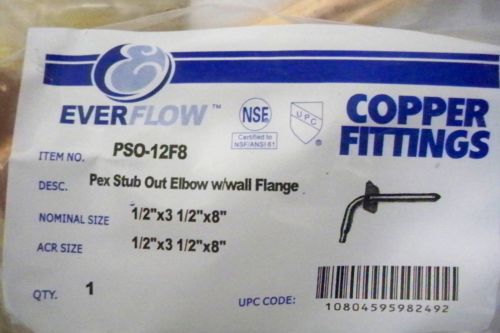 EVERFLOW™
NSF
Certified to
NSF/ANSI 61
UPC
COPPER
FITTINGS
ITEM NO. PSO-12F8
DESC. Pex Stub Out Elbow w/wall Flange
NOMINAL SIZE 1/2"x3 1/2"x8"
ACR SIZE 1/2"x3 1/2"x8"
QTY. 1
UPC CODE:
10804595982492